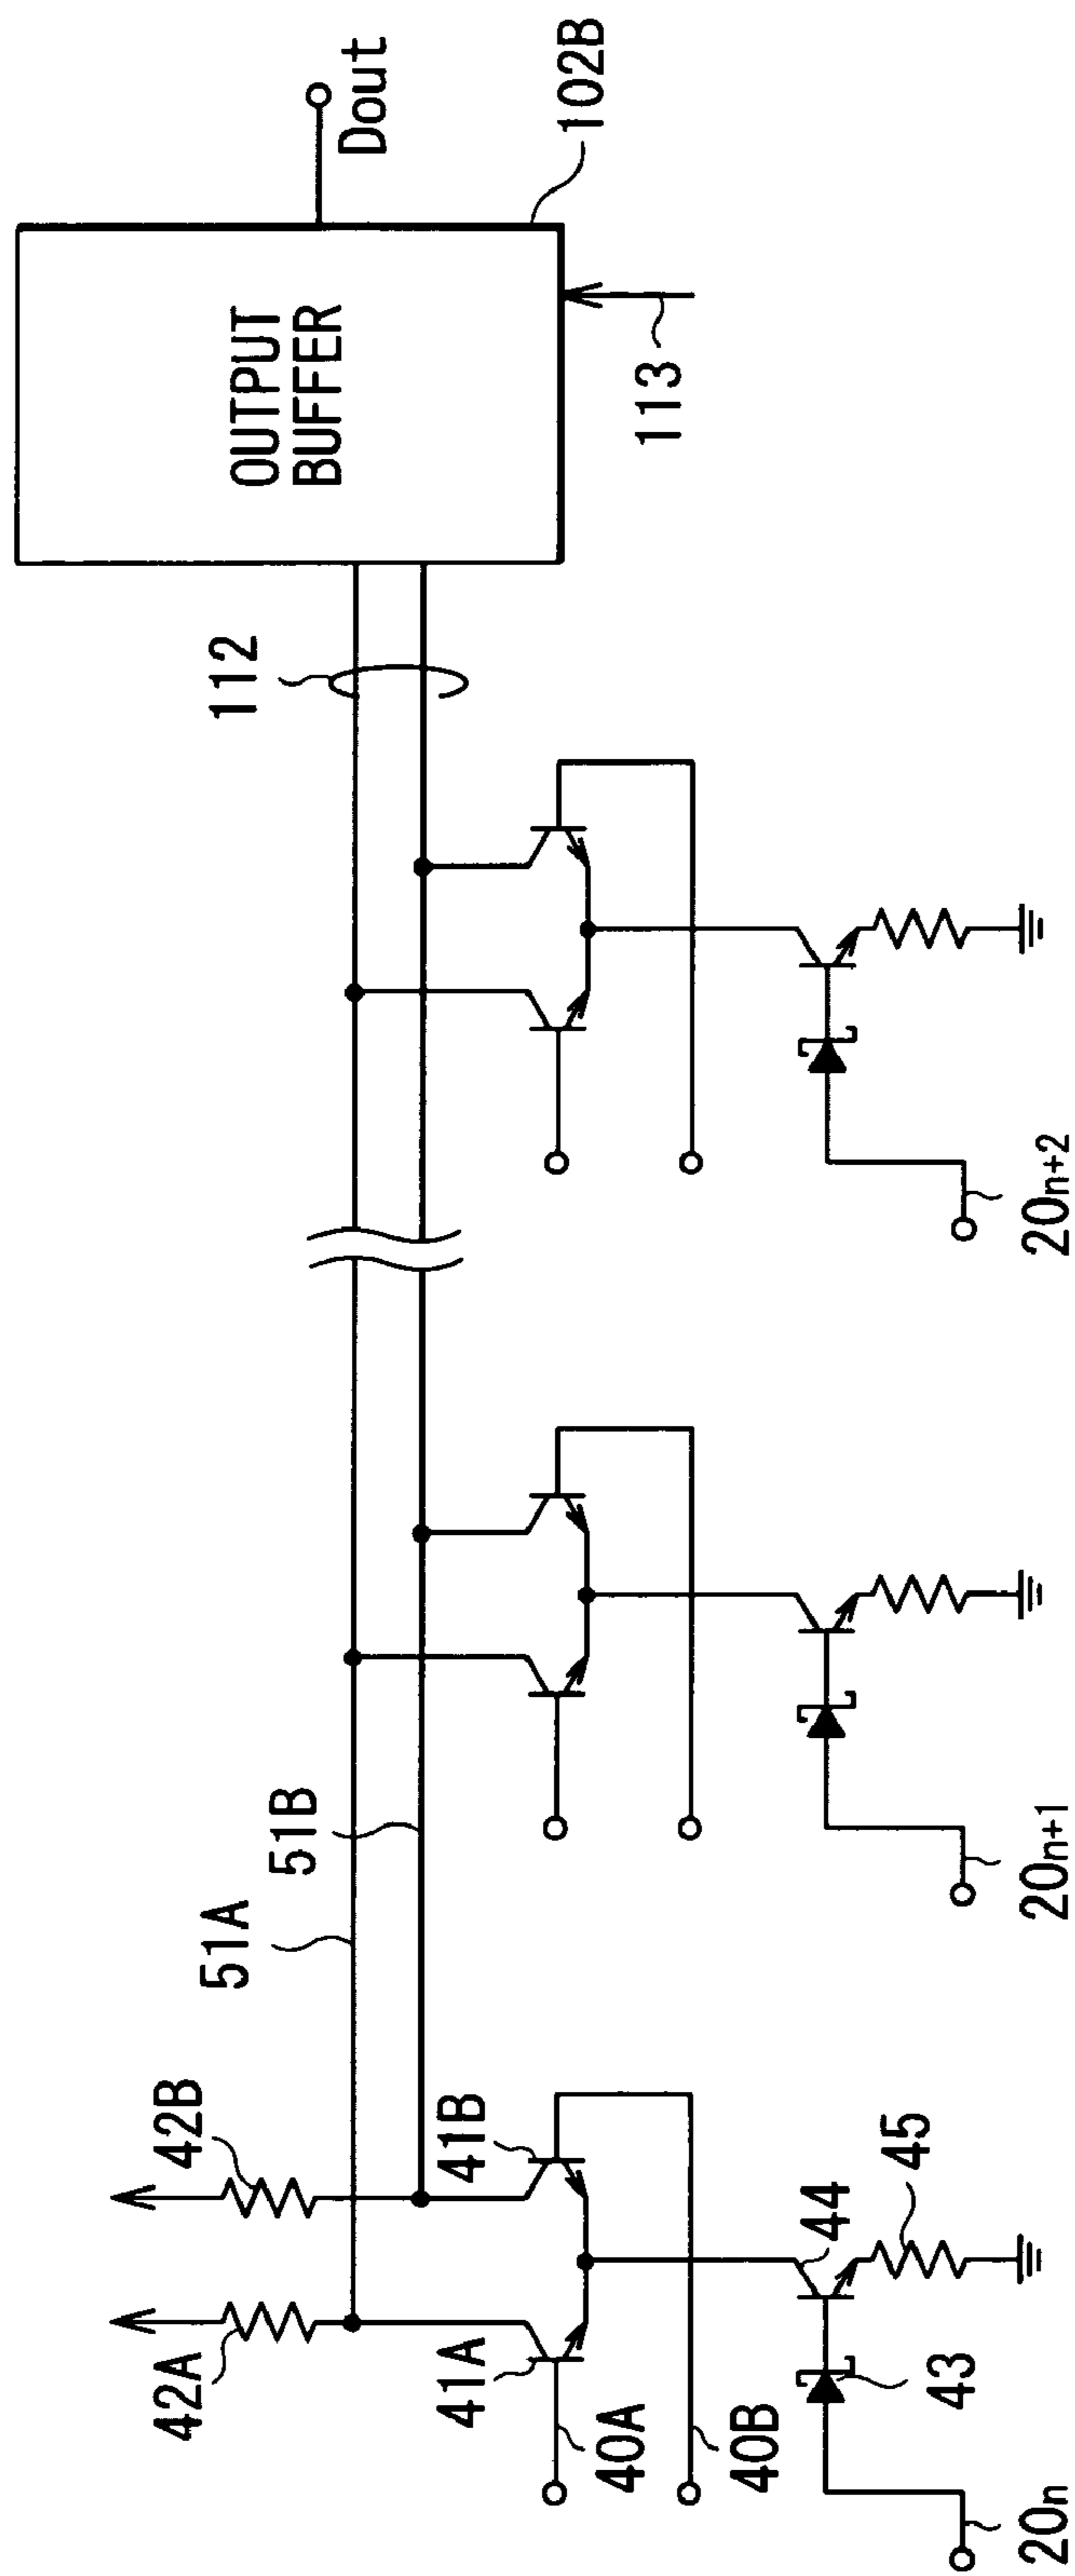 OUTPUT
BUFFER
Dout
102B
113
112
51A
51B
42A
42B
41A
41B
40A
40B
43
44
45
20n
20n+1
20n+2